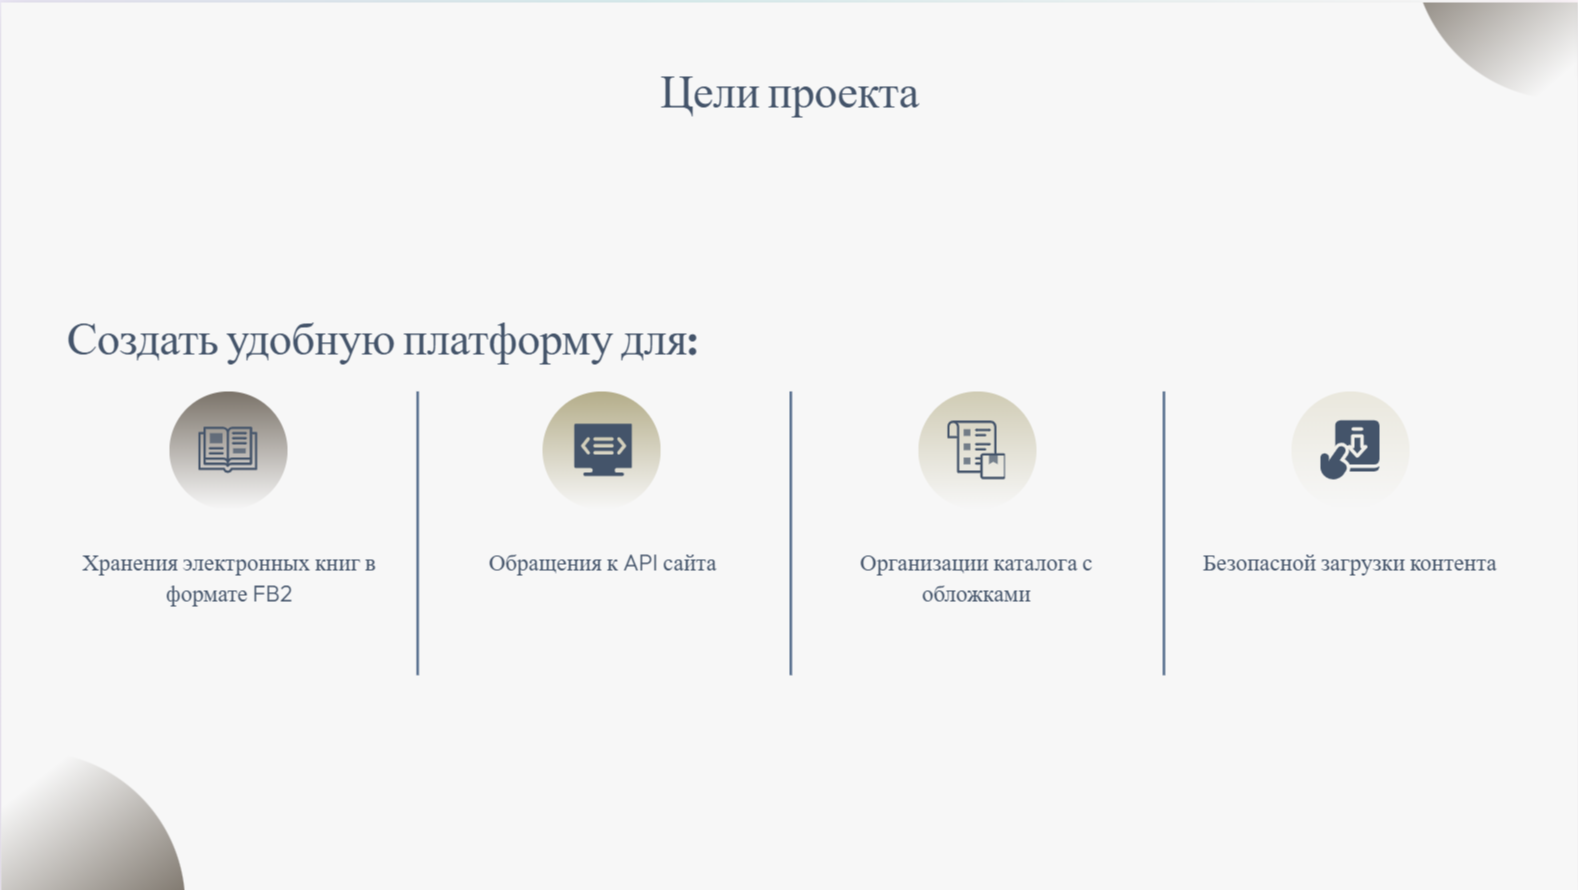 Цели проекта
Создать удобную платформу для:
Хранения электронных книг в
формате FB2
Обращения к API сайта
Организации каталога с
обложками
Безопасной загрузки контента